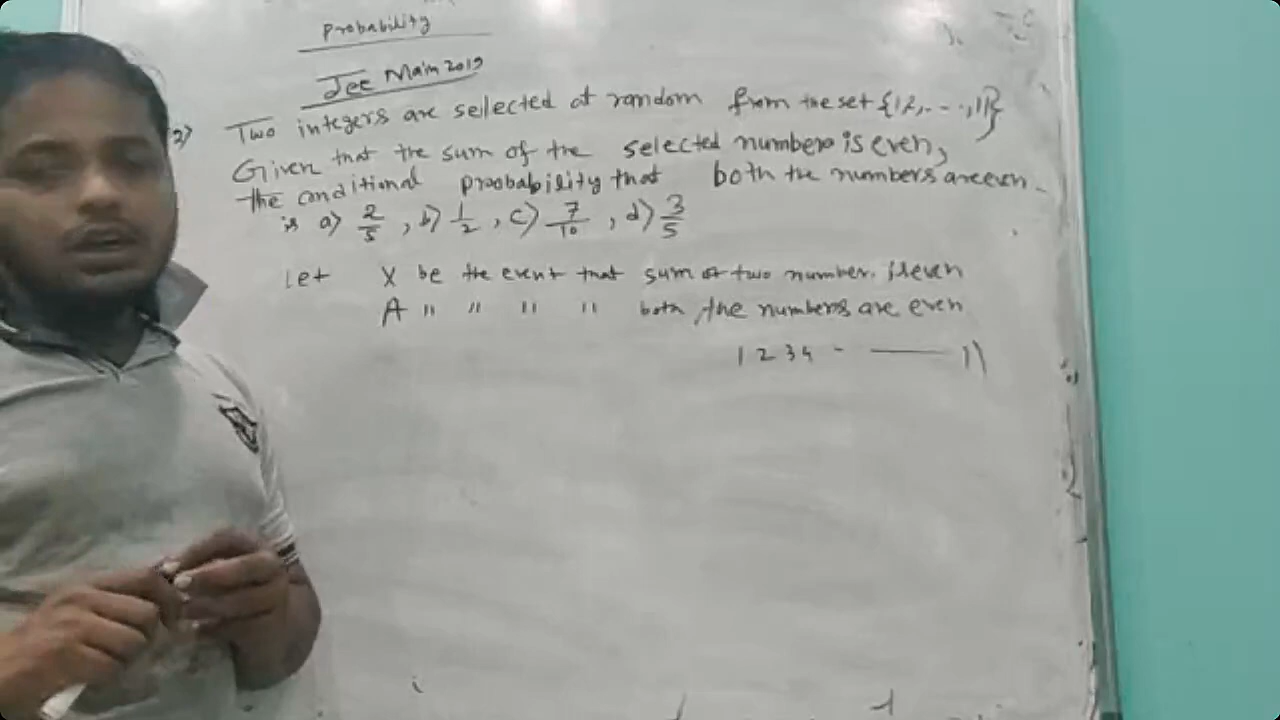 Probability
Jee Main 2019
2) Two integers are selected at random from the set {1,2,...,11}
Given that the sum of the selected numbers is even,
the conditional probability that both the numbers are even
is a) 2/5, b) 1/2, c) 7/10, d) 3/5
Let X be the event that sum of two number is even
A " " " " both the numbers are even
1 2 3 4 - — 11